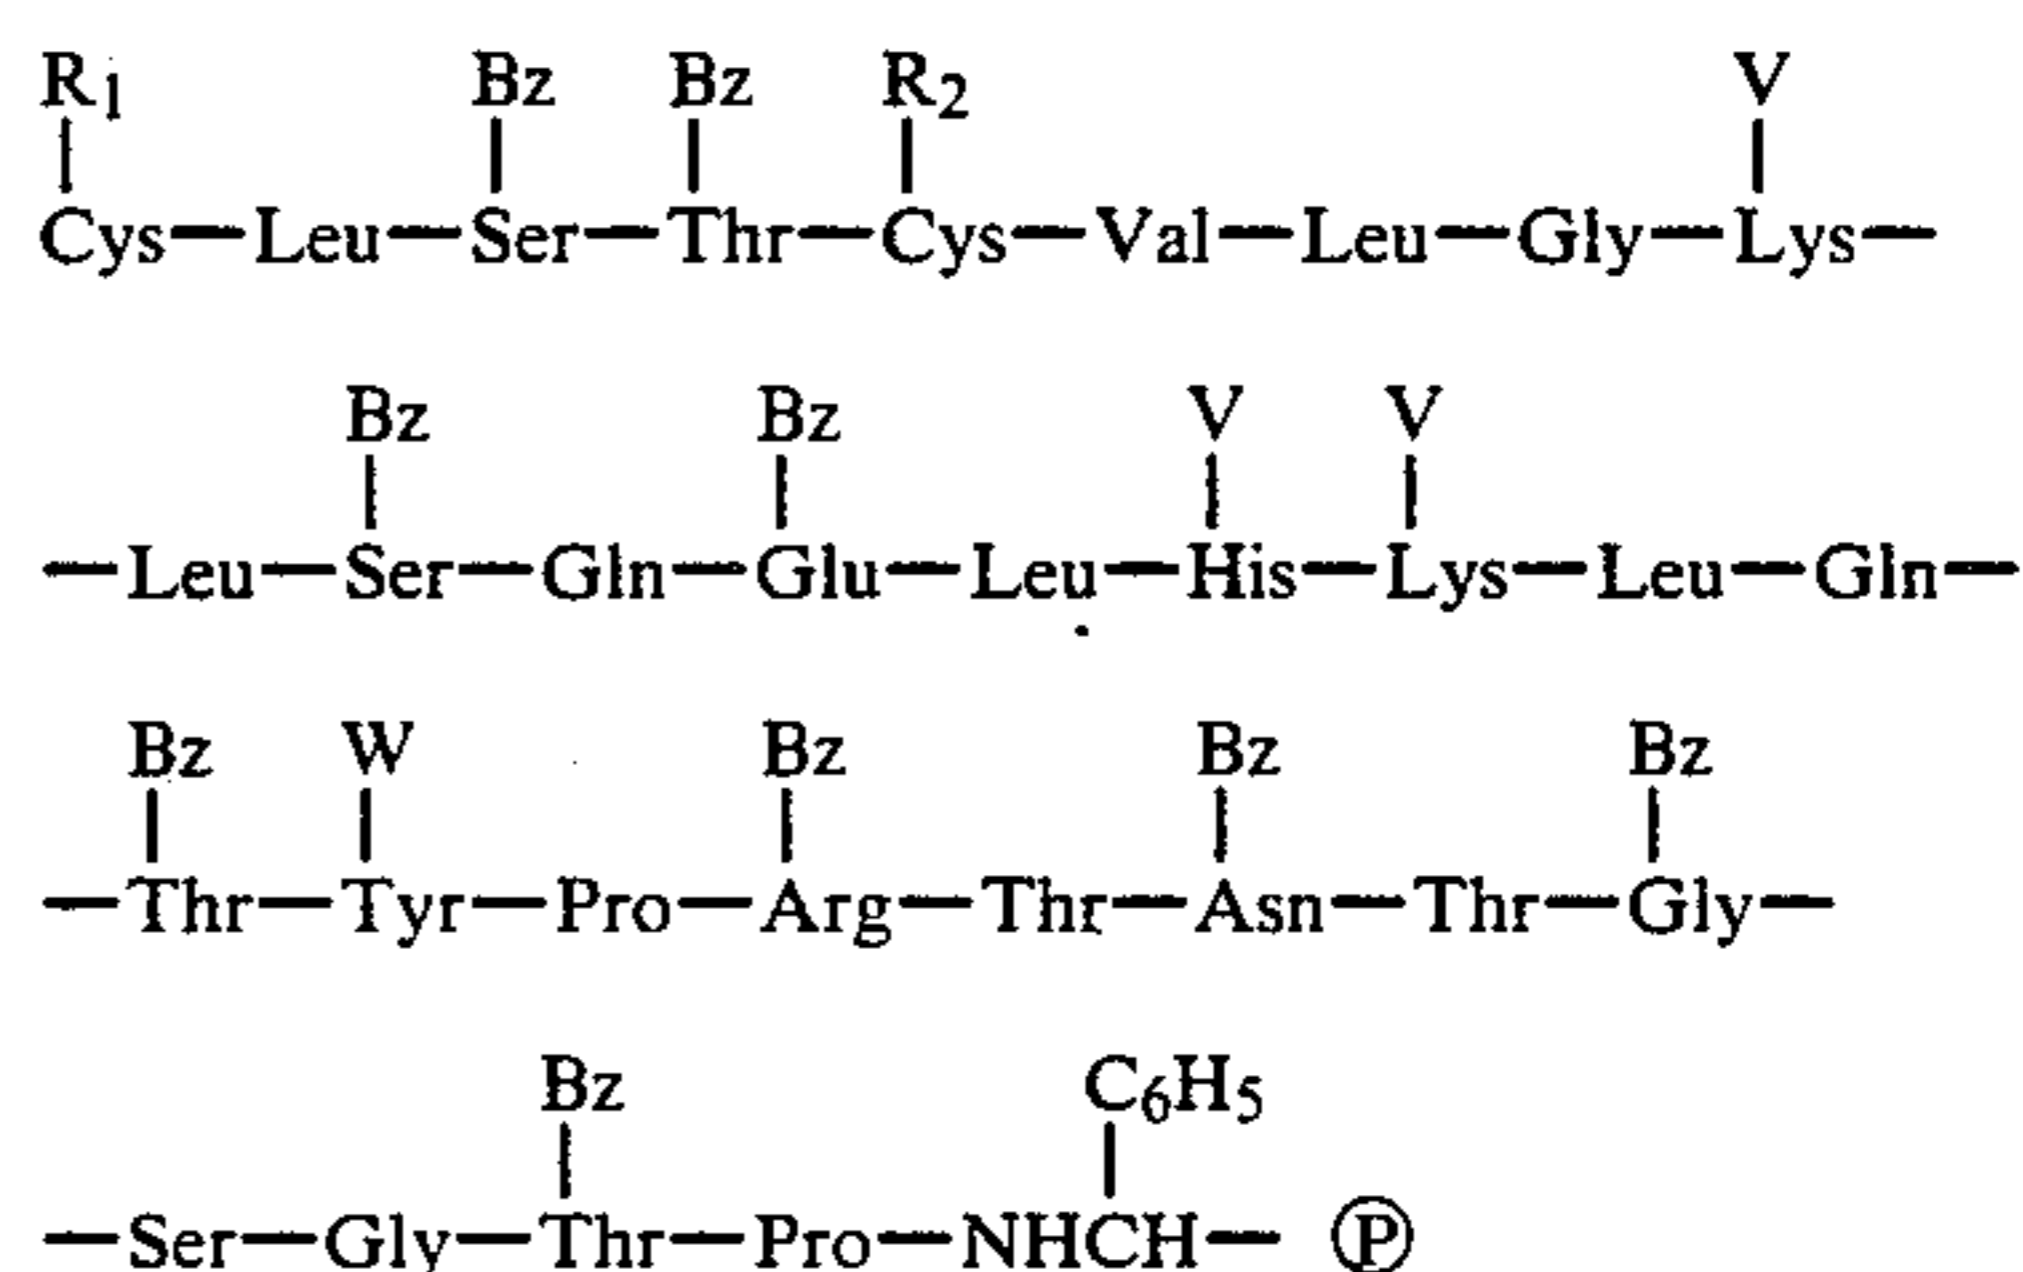 R1 Bz Bz R2 V
Cys—Leu—Ser—Thr—Cys—Val—Leu—Gly—Lys—
Bz Bz V V
—Leu—Ser—Gln—Glu—Leu—His—Lys—Leu—Gln—
Bz W Bz Bz Bz
—Thr—Tyr—Pro—Arg—Thr—Asn—Thr—Gly—
Bz C6H5
—Ser—Gly—Thr—Pro—NHCH— Ⓟ